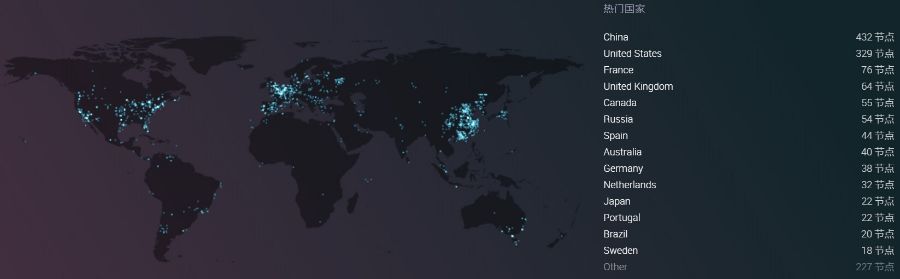 热门国家
China 432 节点
United States 329 节点
France 76 节点
United Kingdom 64 节点
Canada 55 节点
Russia 54 节点
Spain 44 节点
Australia 40 节点
Germany 38 节点
Netherlands 32 节点
Japan 22 节点
Portugal 22 节点
Brazil 20 节点
Sweden 18 节点
Other 227 节点